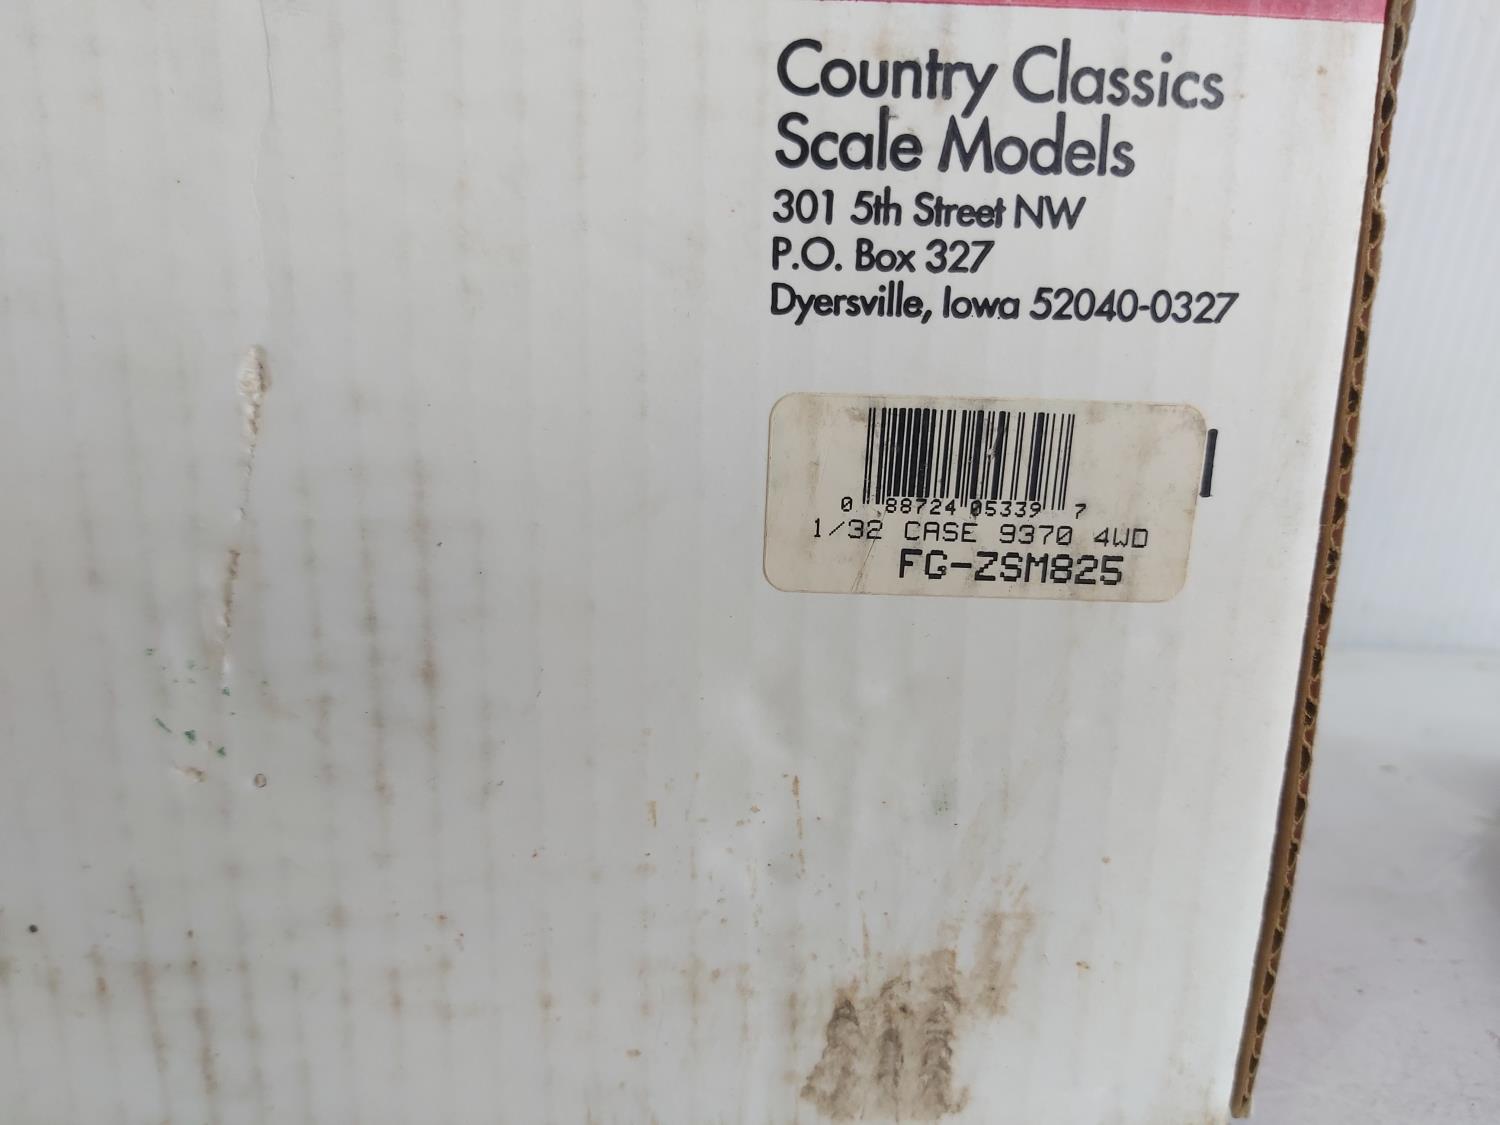 Country Classics
Scale Models
301 5th Street NW
P.O. Box 327
Dyersville, Iowa 52040-0327
0 88724 05339 7
1/32 CASE 9370 4WD
FG-ZSM825